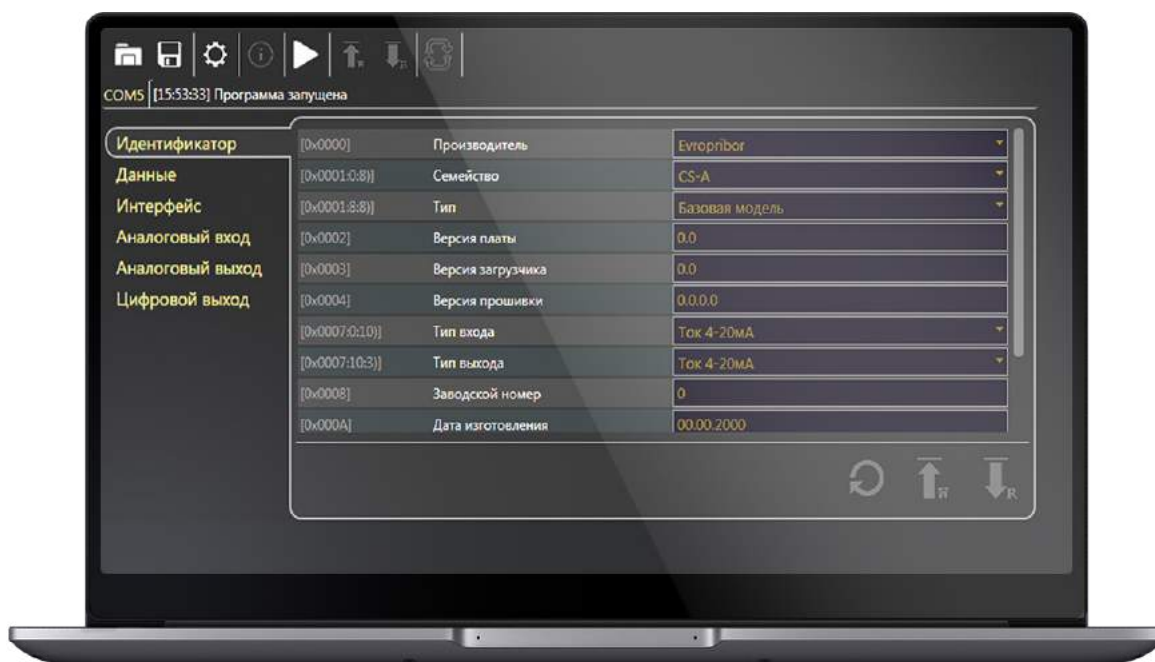 COM5 [15:53:33] Программа запущена
Идентификатор
Данные
Интерфейс
Аналоговый вход
Аналоговый выход
Цифровой выход
[0x0000] Производитель Evropribor
[0x0001:0:8)] Семейство CS-A
[0x0001:8:8)] Тип Базовая модель
[0x0002] Версия платы 0.0
[0x0003] Версия загрузчика 0.0
[0x0004] Версия прошивки 0.0.0.0
[0x0007:0:10)] Тип входа Ток 4-20мА
[0x0007:10:3)] Тип выхода Ток 4-20мА
[0x0008] Заводской номер 0
[0x000A] Дата изготовления 00.00.2000
W R